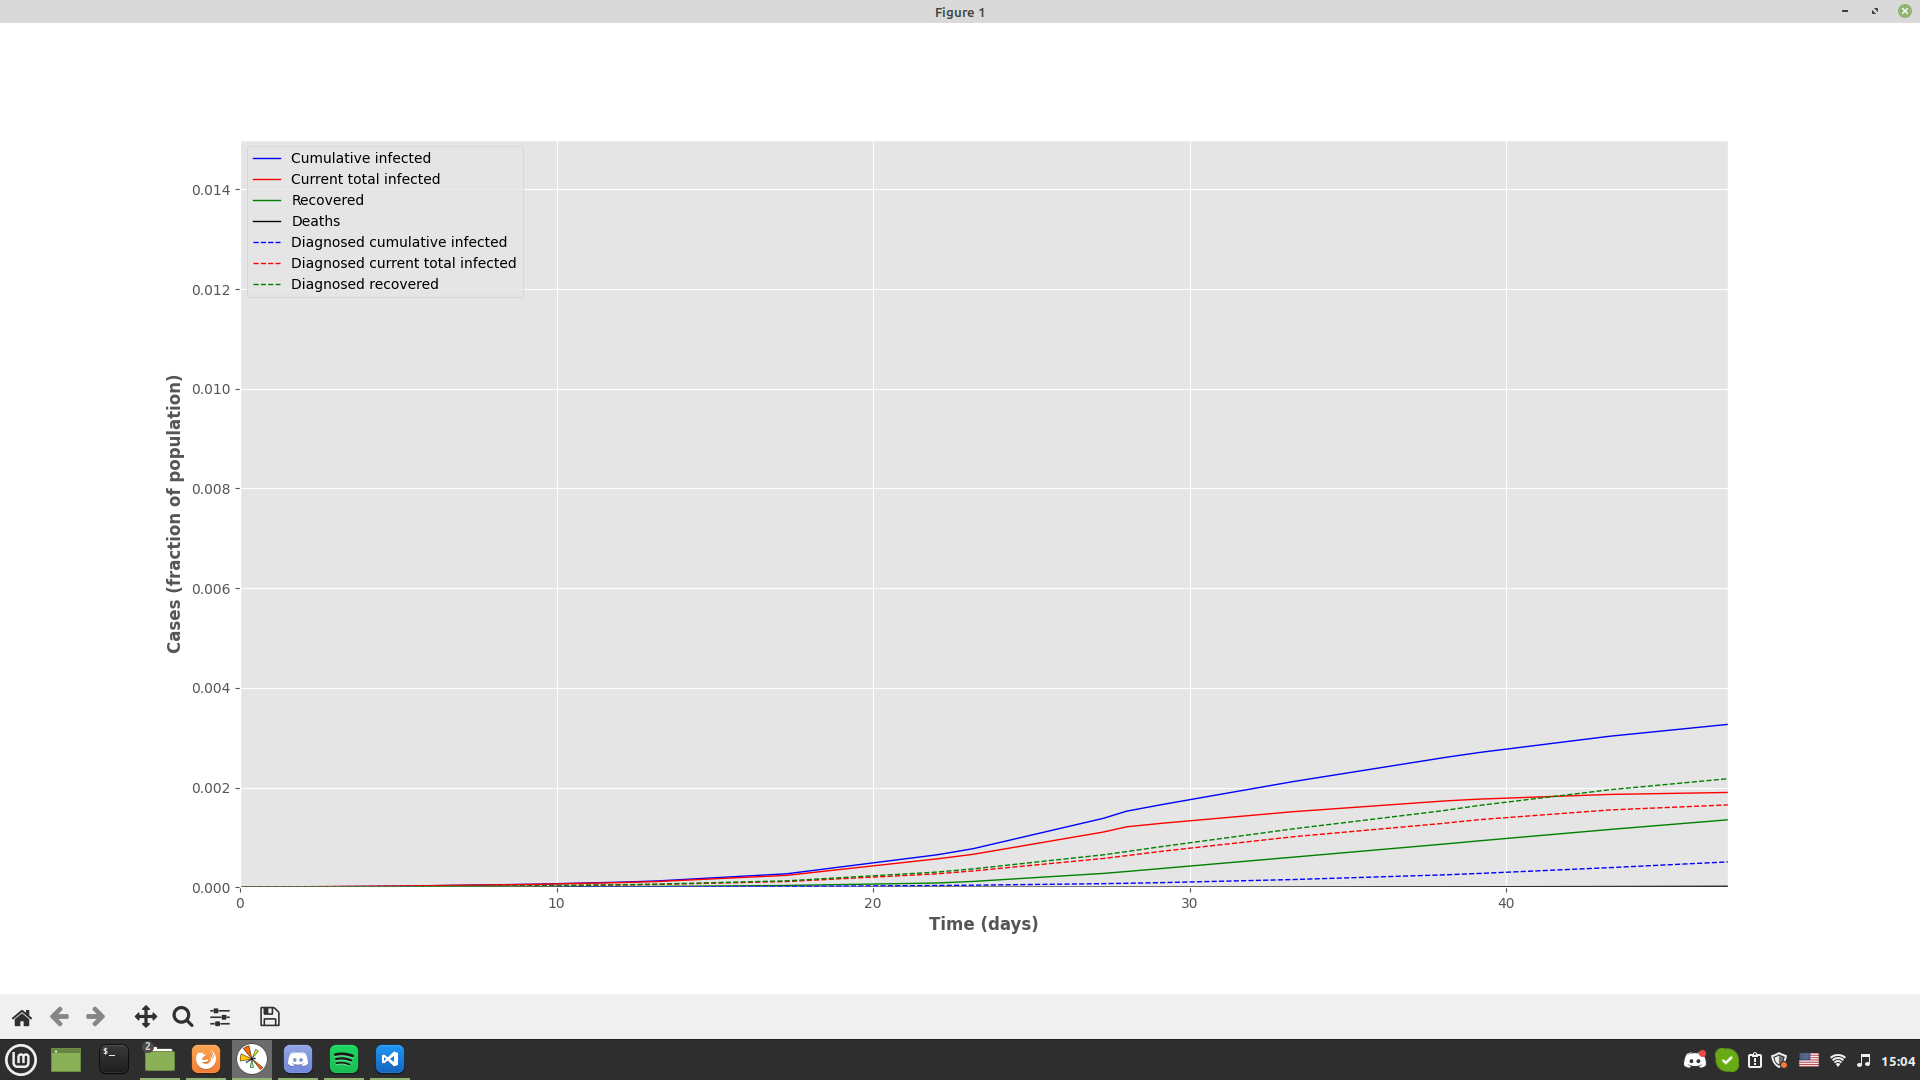 Figure 1
Cumulative infected
Current total infected
Recovered
Deaths
Diagnosed cumulative infected
Diagnosed current total infected
Diagnosed recovered
0.014
0.012
0.010
0.008
0.006
0.004
0.002
0.000
Cases (fraction of population)
0 10 20 30 40
Time (days)
$_
2
lm
15:04